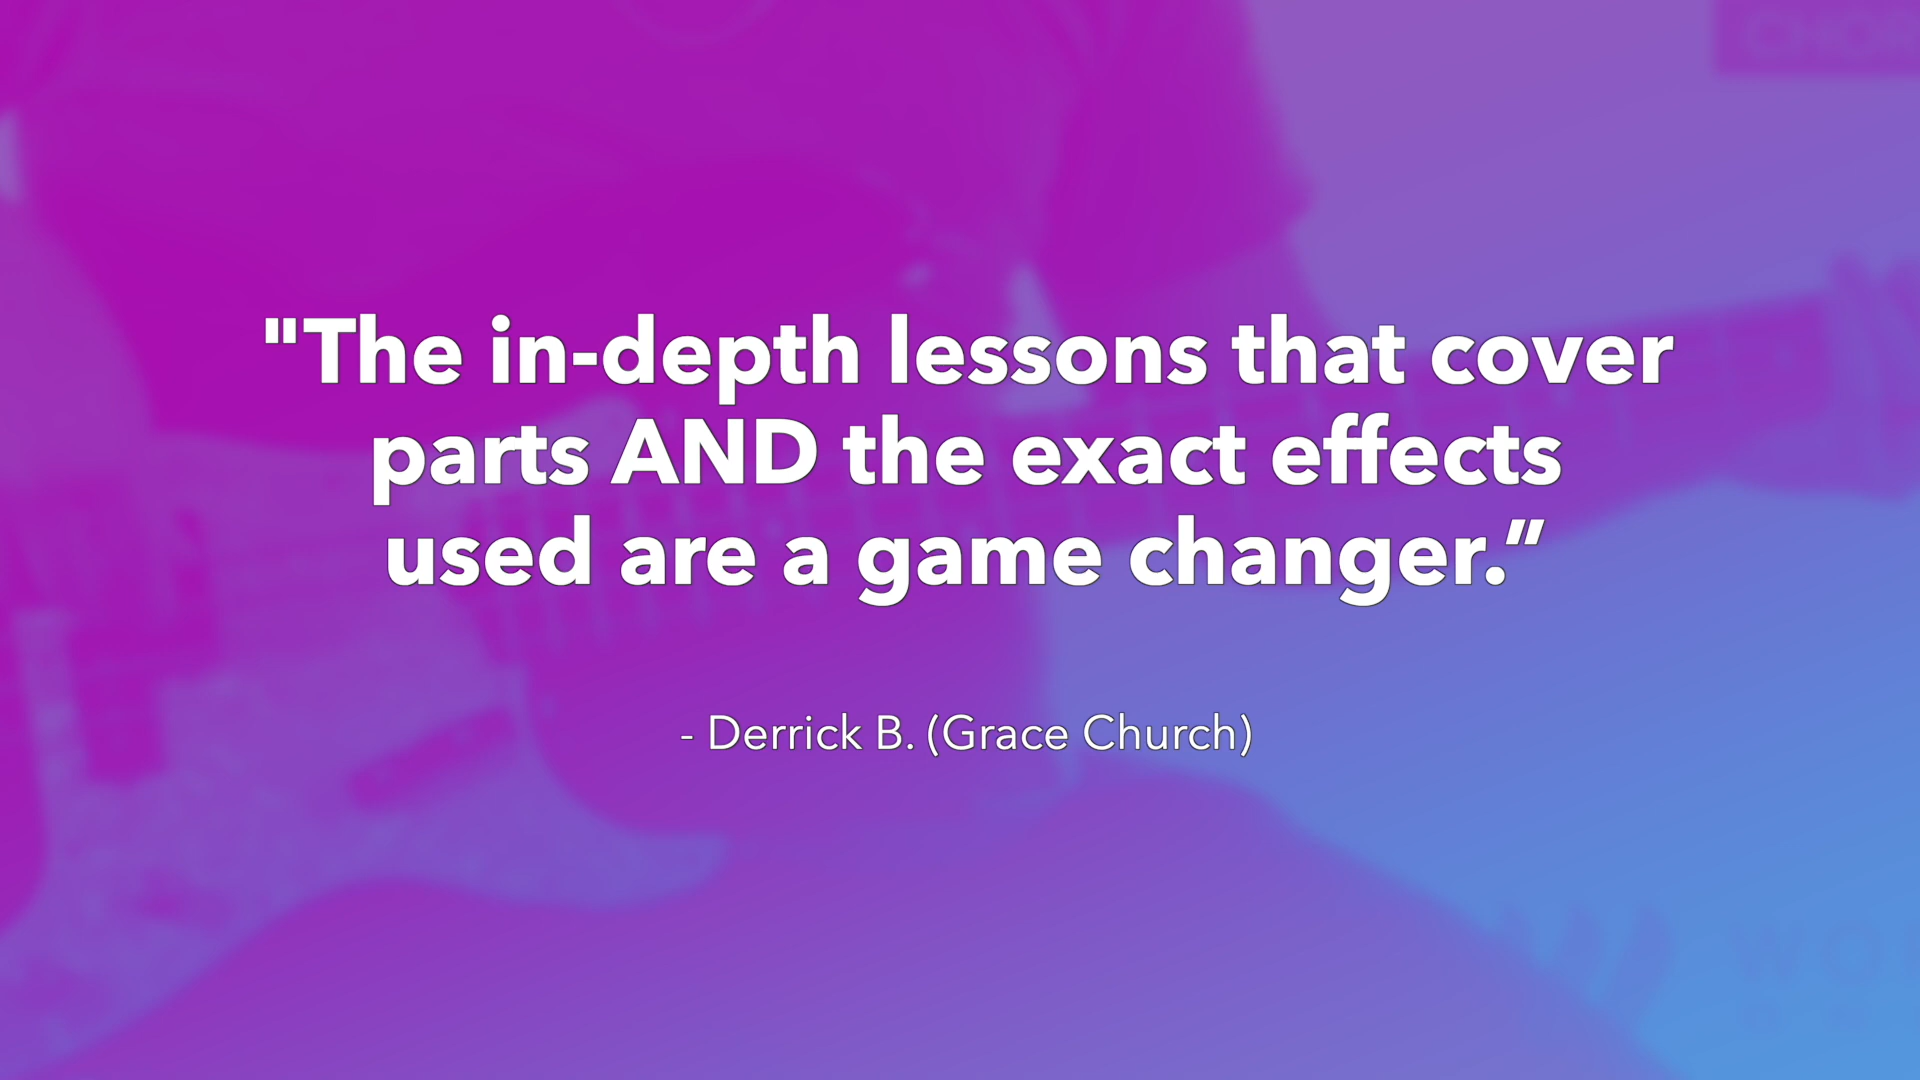 "The in-depth lessons that cover
parts AND the exact effects
used are a game changer.”
- Derrick B. (Grace Church)